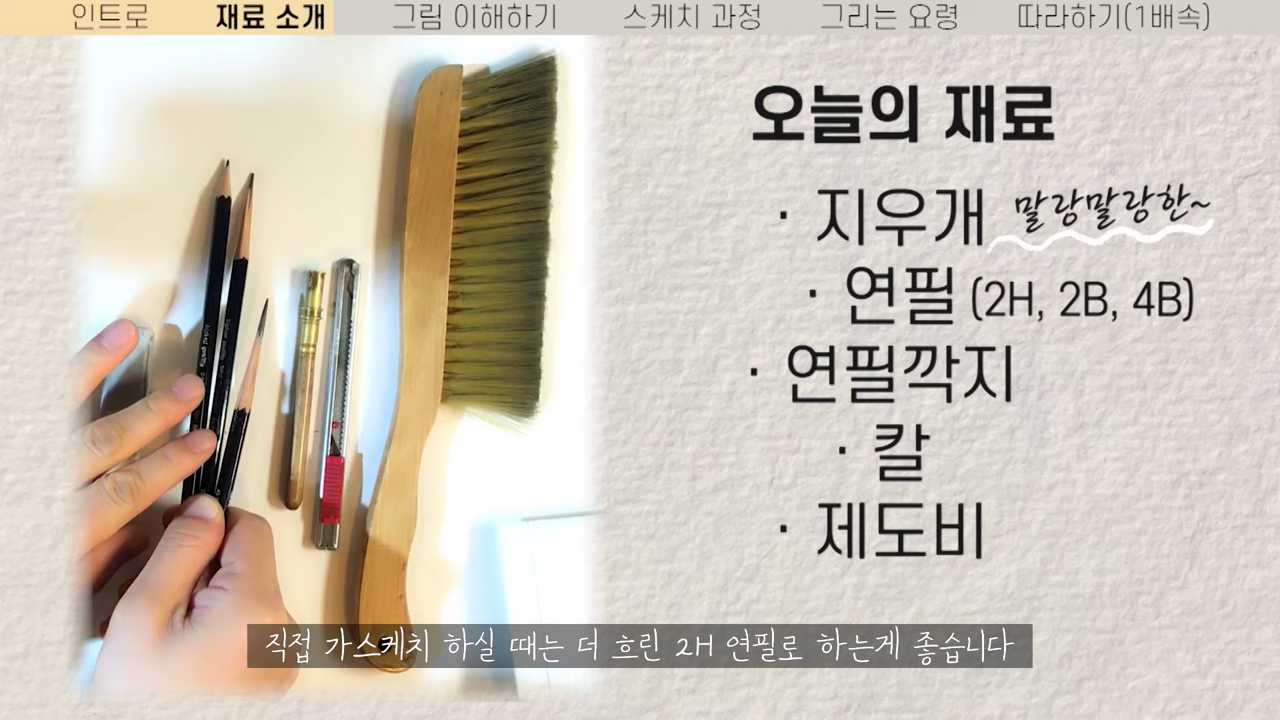 인트로 재료 소개 그림 이해하기 스케치 과정 그리는 요령 따라하기(1배속)
오늘의 재료
· 지우개 말랑말랑한~
· 연필 (2H, 2B, 4B)
· 연필깍지
· 칼
· 제도비
직접 가스케치 하실 때는 더 흐린 2H 연필로 하는게 좋습니다